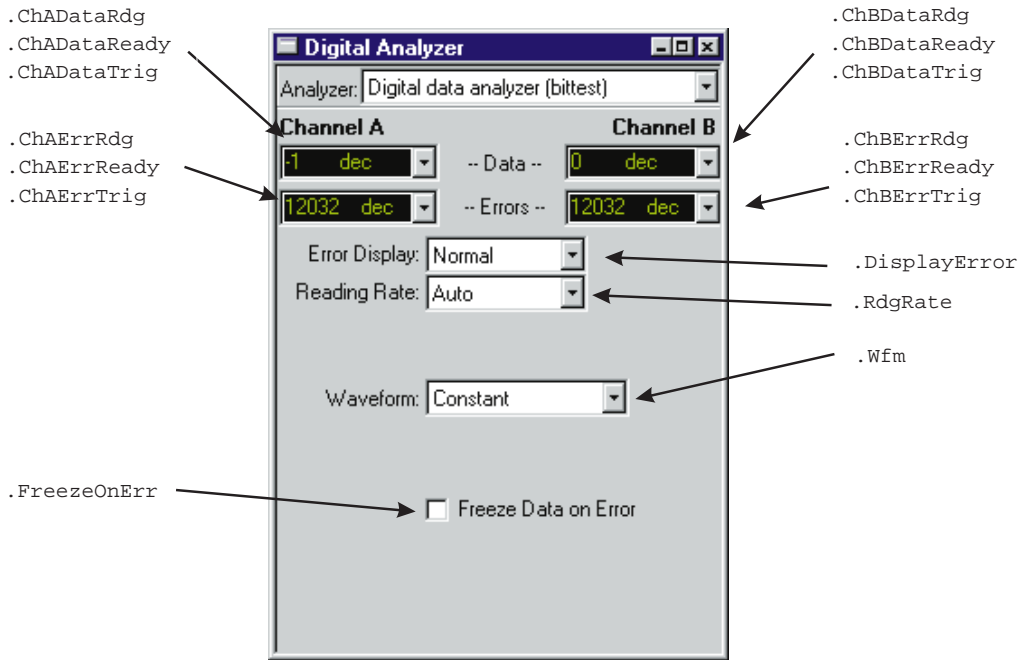 .ChADataRdg
.ChADataReady
.ChADataTrig
.ChBDataRdg
.ChBDataReady
.ChBDataTrig
Digital Analyzer
Analyzer: Digital data analyzer (bittest)
Channel A Channel B
.ChAErrRdg
.ChAErrReady
.ChAErrTrig
-1 dec -- Data -- 0 dec
12032 dec -- Errors -- 12032 dec
.ChBErrRdg
.ChBErrReady
.ChBErrTrig
Error Display: Normal
.DisplayError
Reading Rate: Auto
.RdgRate
.Wfm
Waveform: Constant
.FreezeOnErr
Freeze Data on Error